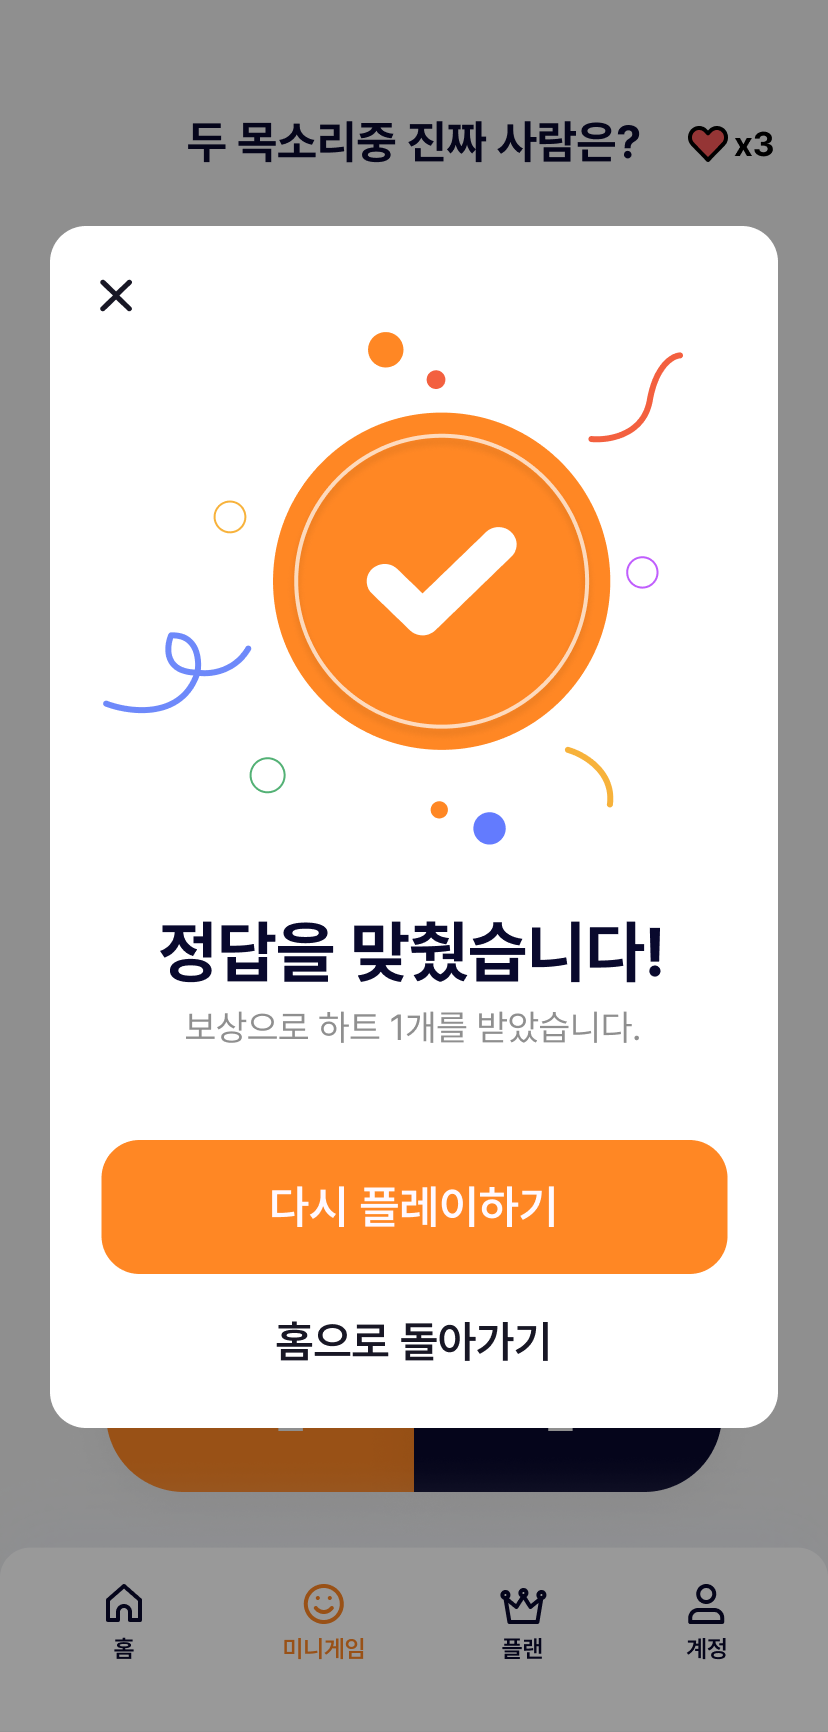 두 목소리중 진짜 사람은?
x3
정답을 맞췄습니다!
보상으로 하트 1개를 받았습니다.
다시 플레이하기
홈으로 돌아가기
홈
미니게임
플랜
계정